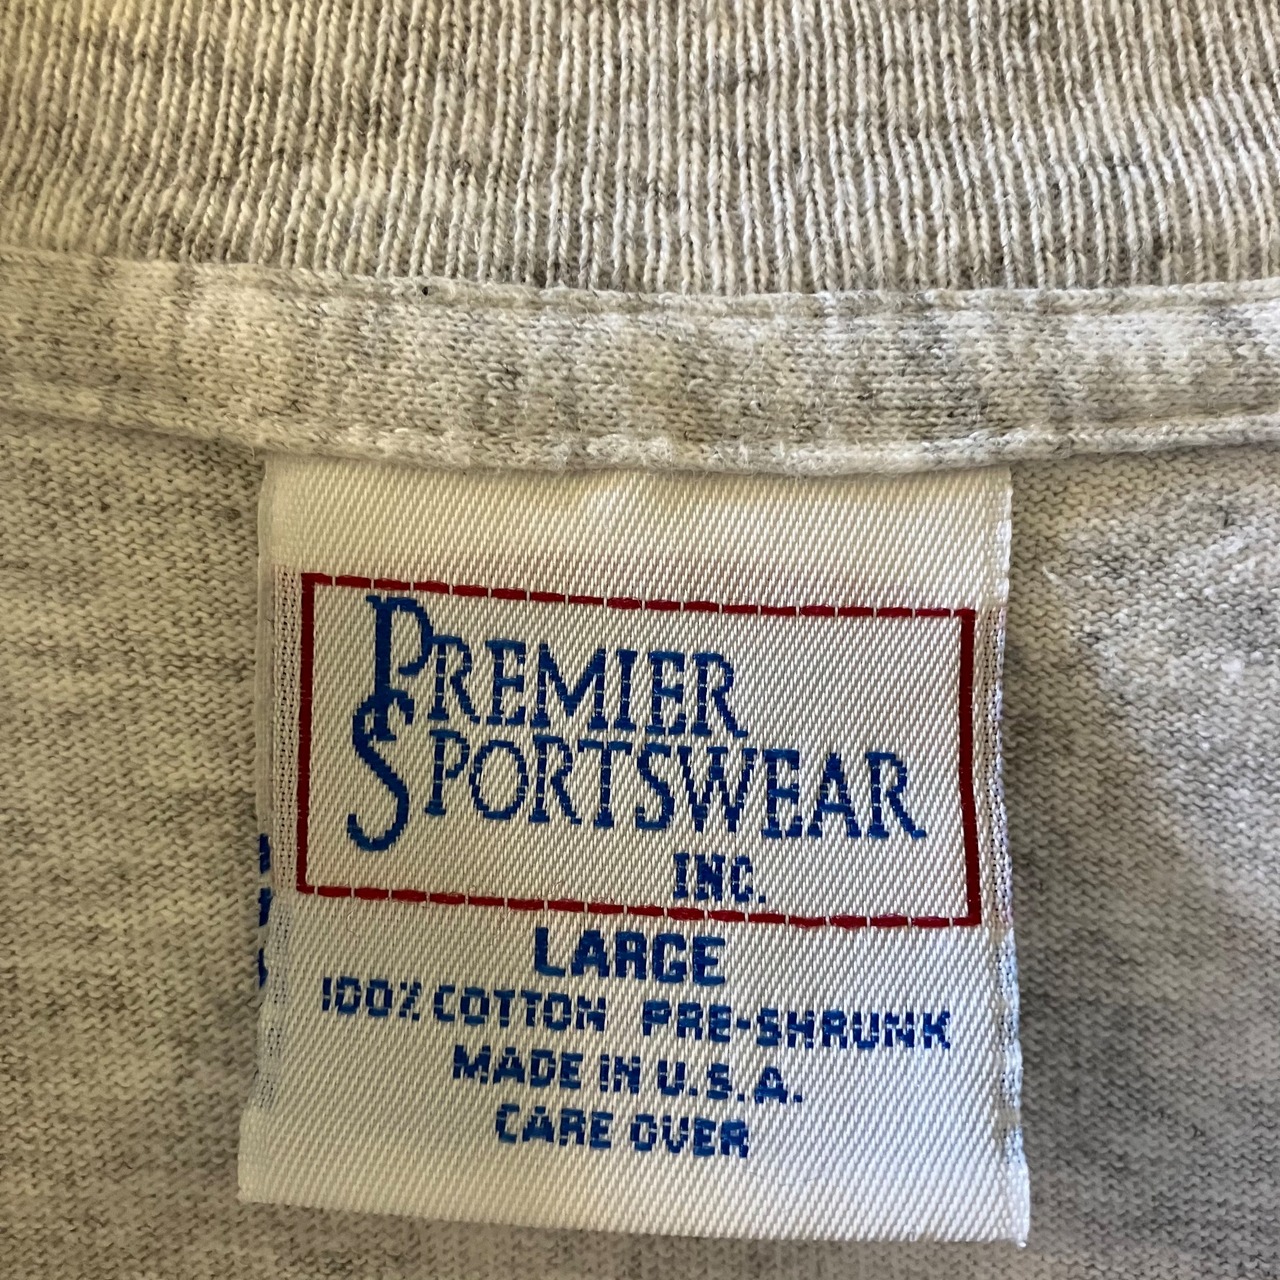 PREMIER
SPORTSWEAR
INC.
LARGE
100% COTTON PRE-SHRUNK
MADE IN U.S.A.
CARE OVER